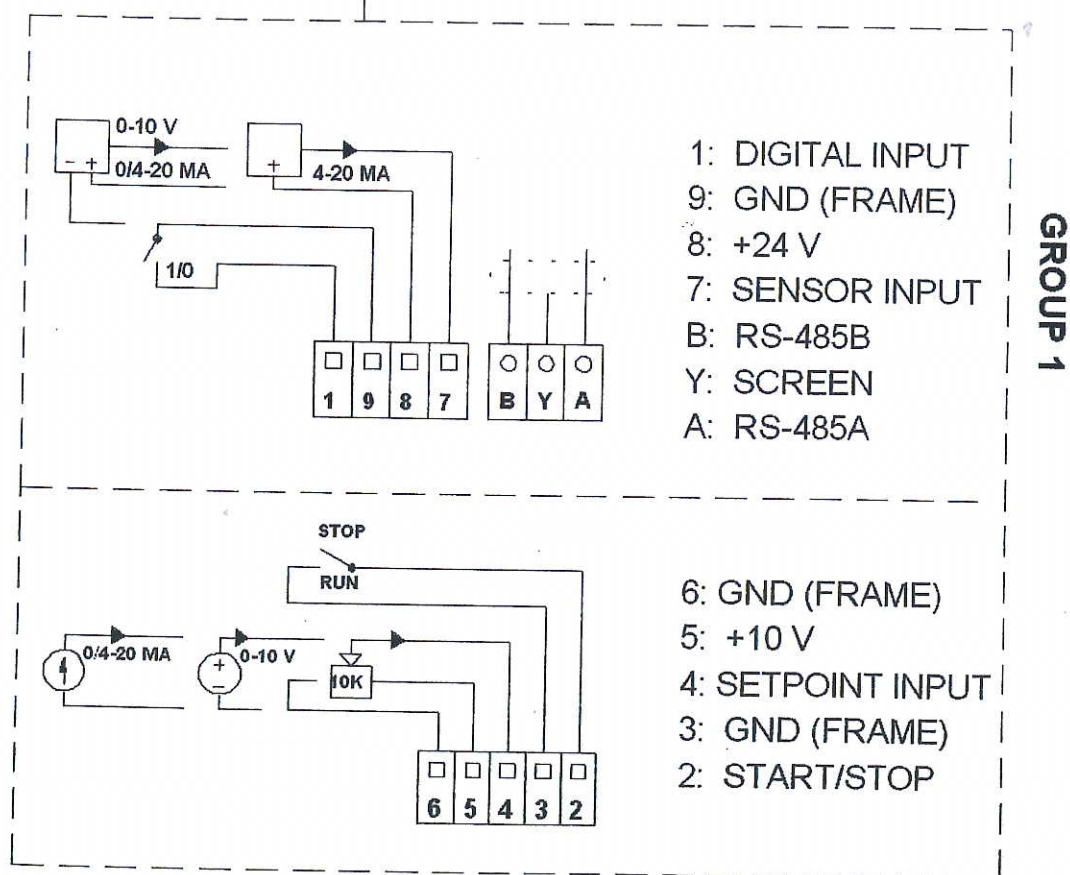 0-10 V
- +
0/4-20 MA
+
4-20 MA
1/0
1 9 8 7
B Y A
1: DIGITAL INPUT
9: GND (FRAME)
8: +24 V
7: SENSOR INPUT
B: RS-485B
Y: SCREEN
A: RS-485A
GROUP 1
STOP
RUN
0/4-20 MA
+
-
0-10 V
10K
6 5 4 3 2
6: GND (FRAME)
5: +10 V
4: SETPOINT INPUT
3: GND (FRAME)
2: START/STOP